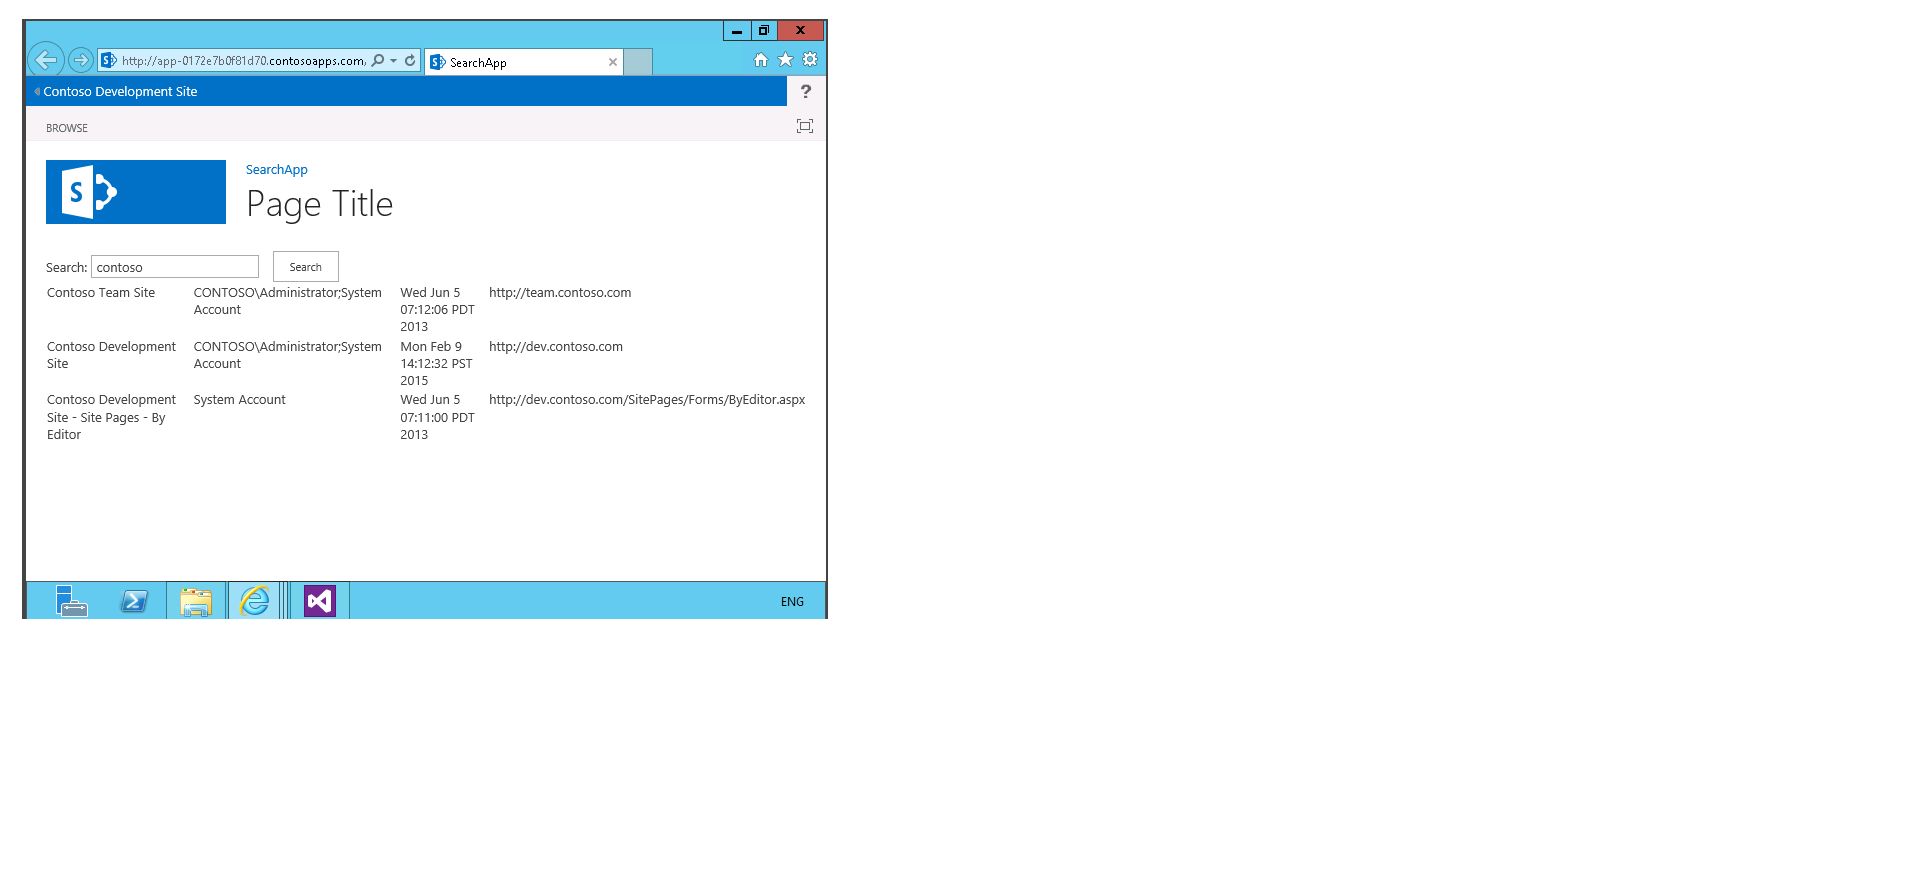 http://app-0172e7b0f81d70.contosoapps.com/
SearchApp
Contoso Development Site
?
BROWSE
S
SearchApp
Page Title
Search: contoso Search
Contoso Team Site CONTOSO\Administrator;System Wed Jun 5 http://team.contoso.com
Account 07:12:06 PDT
2013
Contoso Development CONTOSO\Administrator;System Mon Feb 9 http://dev.contoso.com
Site Account 14:12:32 PST
2015
Contoso Development System Account Wed Jun 5 http://dev.contoso.com/SitePages/Forms/ByEditor.aspx
Site - Site Pages - By 07:11:00 PDT
Editor 2013
ENG